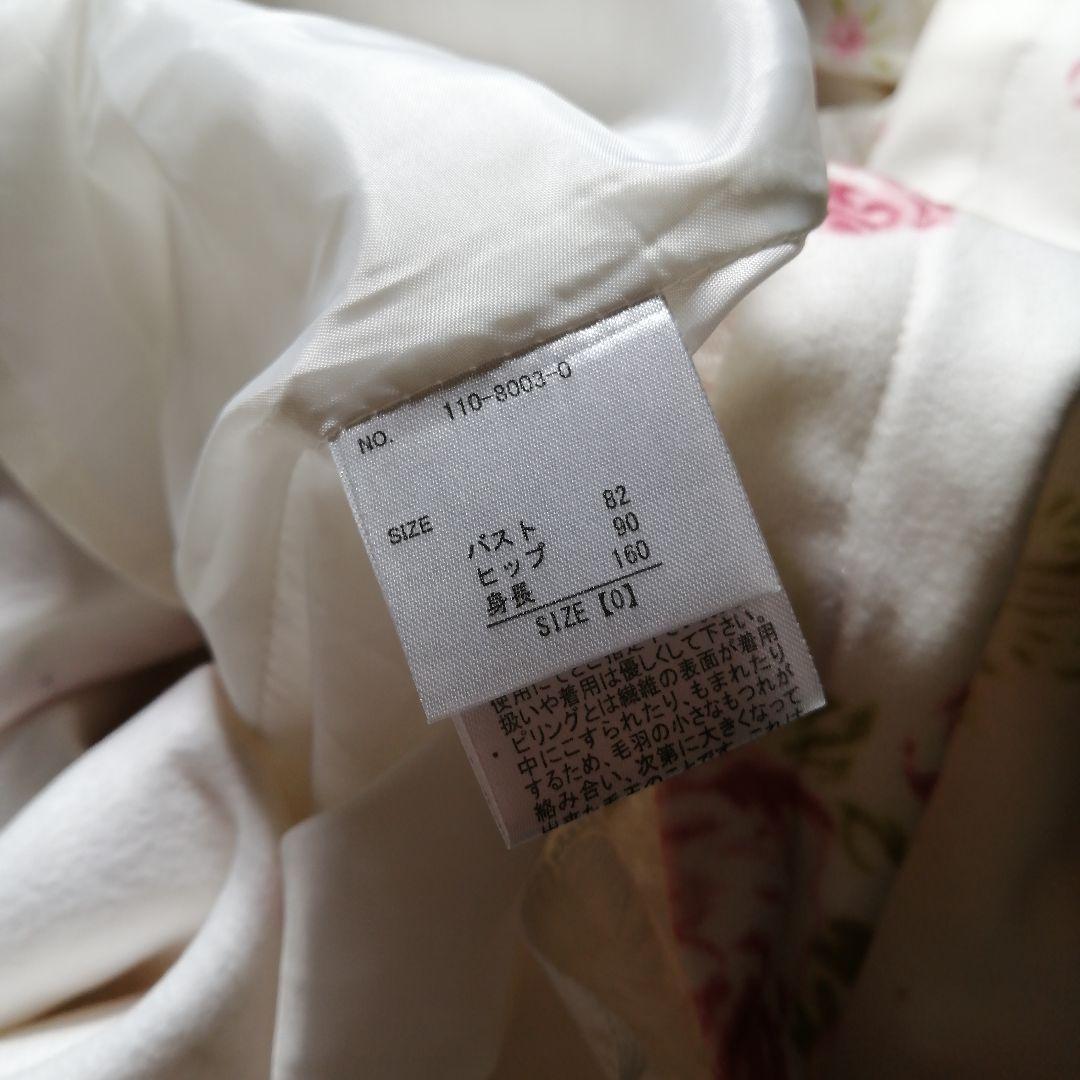 NO. 110-8003-0
SIZE
バスト 82
ヒップ 90
身長 160
SIZE【0】
扱いや着用は優しくして下さい。
・ピリングとは繊維の表面が着用
中にこすられたり、もまれたり
するため、毛羽の小さなもつれが
絡み合い、次第に大きくなって